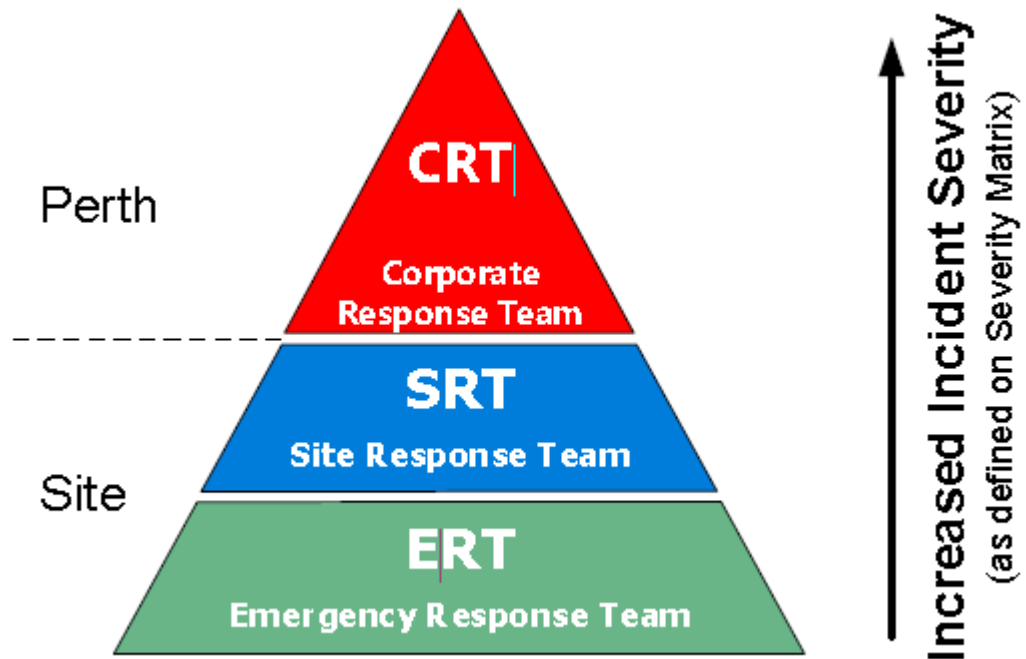 Perth
CRT
Corporate
Response Team
SRT
Site Response Team
Site
ERT
Emergency Response Team
Increased Incident Severity
(as defined on Severity Matrix)